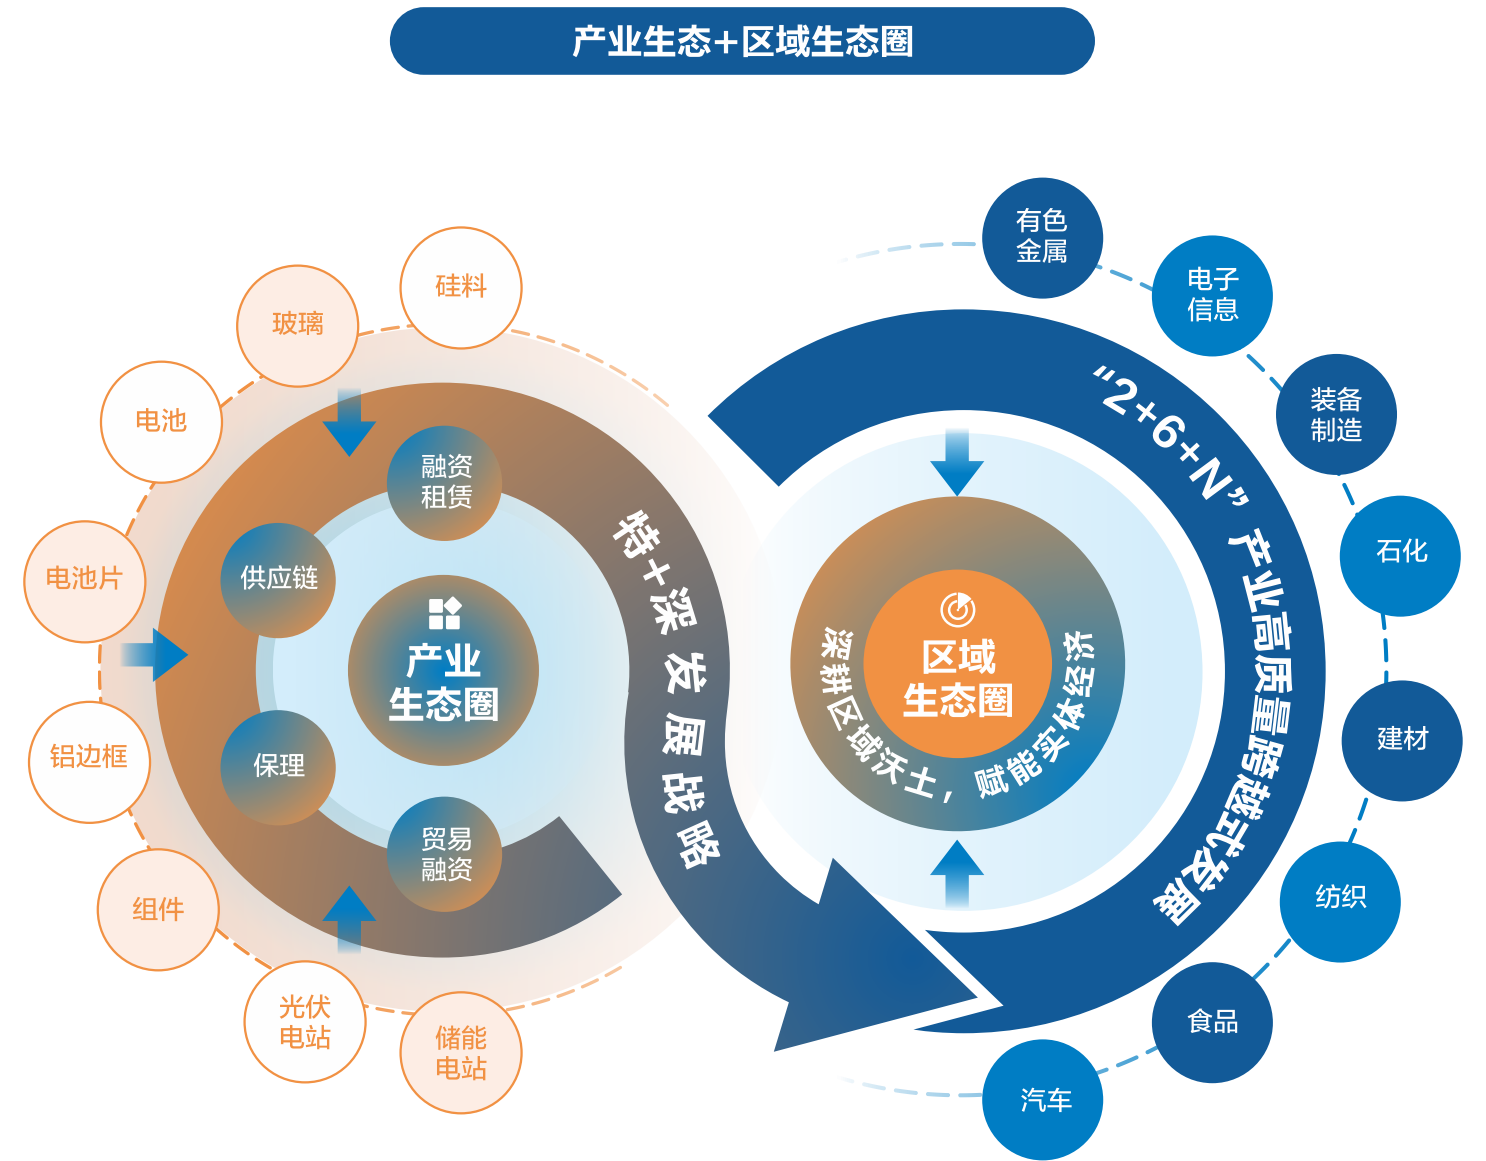 产业生态+区域生态圈
硅料
玻璃
电池
电池片
铝边框
组件
光伏
电站
储能
电站
融资
租赁
供应链
保理
贸易
融资
产业
生态圈
特+深发展战略
区域
生态圈
深耕区域沃土，赋能实体经济
“2+6+N”产业高质量跨越式发展
有色
金属
电子
信息
装备
制造
石化
建材
纺织
食品
汽车